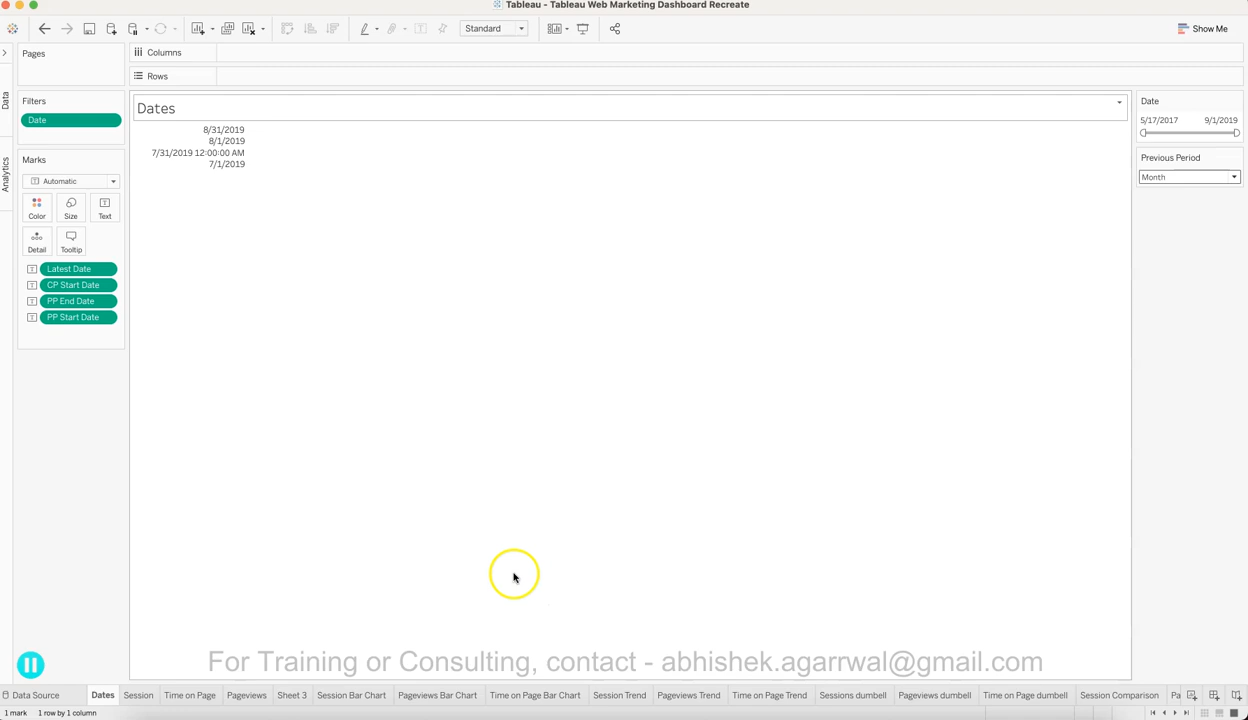 Tableau - Tableau Web Marketing Dashboard Recreate
Standard
Show Me
Pages
Columns
Rows
Data
Analytics
Filters
Date
Marks
Automatic
Color
Size
Text
Detail
Tooltip
Latest Date
CP Start Date
PP End Date
PP Start Date
Dates
8/31/2019
8/1/2019
7/31/2019 12:00:00 AM
7/1/2019
Date
5/17/2017
9/1/2019
Previous Period
Month
For Training or Consulting, contact - abhishek.agarrwal@gmail.com
Data Source
Dates
Session
Time on Page
Pageviews
Sheet 3
Session Bar Chart
Pageviews Bar Chart
Time on Page Bar Chart
Session Trend
Pageviews Trend
Time on Page Trend
Sessions dumbell
Pageviews dumbell
Time on Page dumbell
Session Comparison
Pa
1 mark
1 row by 1 column